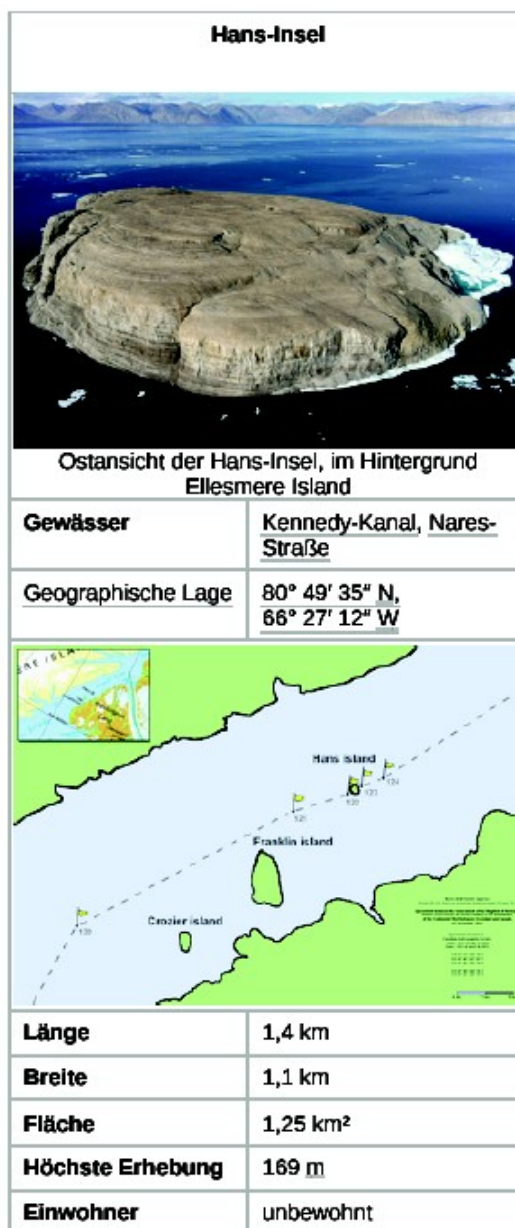 Hans-Insel
Ostansicht der Hans-Insel, im Hintergrund
Ellesmere Island
Gewässer
Kennedy-Kanal, Nares-
Straße
Geographische Lage
80° 49′ 35″ N,
66° 27′ 12″ W
Hans island
Franklin island
Crozier island
Länge
1,4 km
Breite
1,1 km
Fläche
1,25 km²
Höchste Erhebung
169 m
Einwohner
unbewohnt